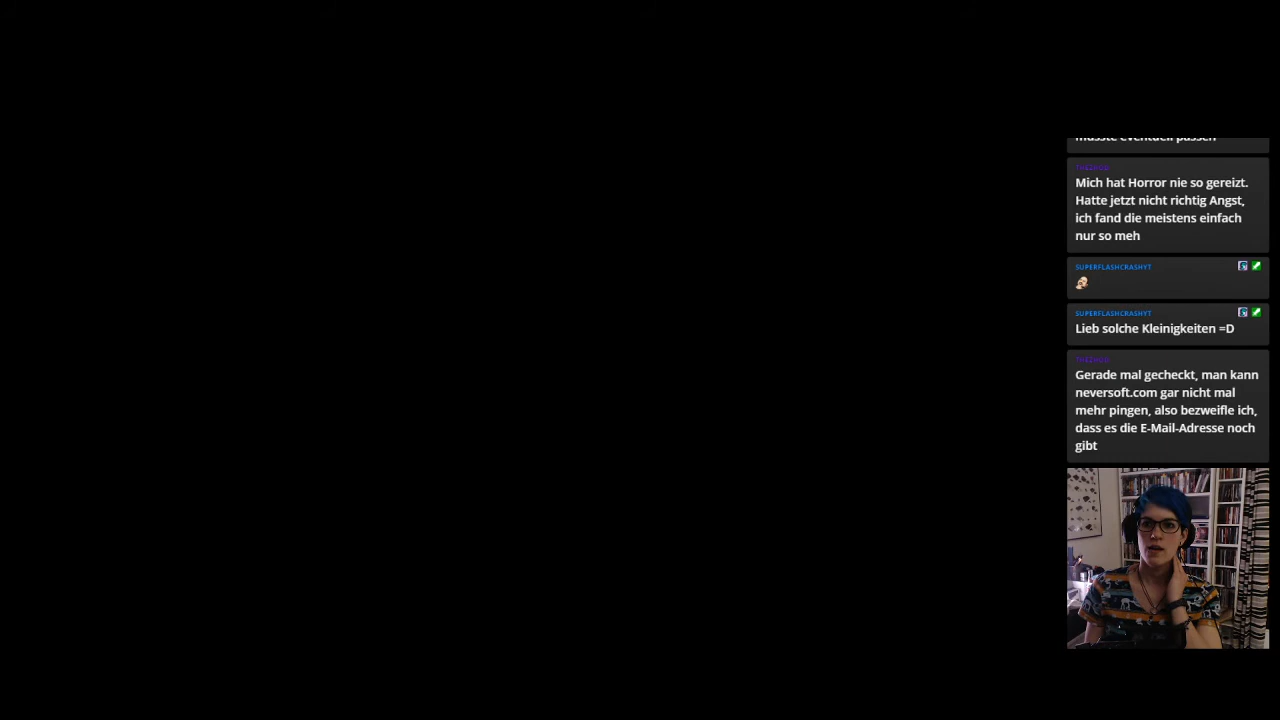 Mich hat Horror nie so gereizt.
Hatte jetzt nicht richtig Angst,
ich fand die meistens einfach
nur so meh
SUPERFLASHCRASHYT
SUPERFLASHCRASHYT
Lieb solche Kleinigkeiten =D
Gerade mal gecheckt, man kann
neversoft.com gar nicht mal
mehr pingen, also bezweifle ich,
dass es die E-Mail-Adresse noch
gibt